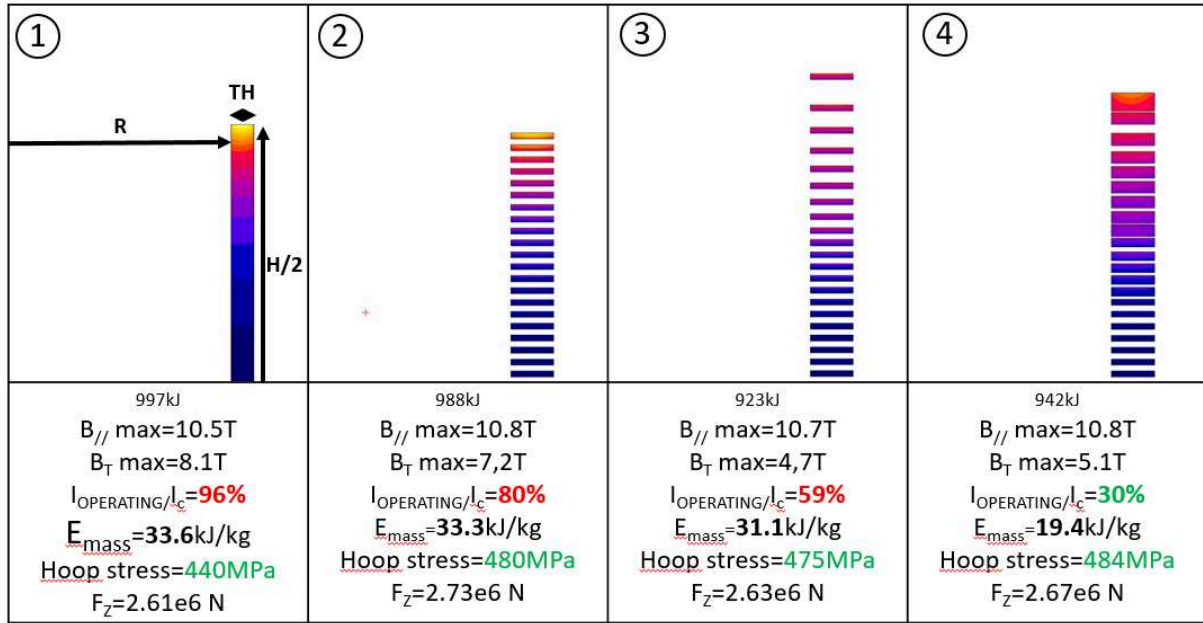 1
2
3
4
TH
R
H/2
997kJ
B// max=10.5T
BT max=8.1T
IOPERATING/Ic=96%
Emass=33.6kJ/kg
Hoop stress=440MPa
FZ=2.61e6 N
988kJ
B// max=10.8T
BT max=7,2T
IOPERATING/Ic=80%
Emass=33.3kJ/kg
Hoop stress=480MPa
FZ=2.73e6 N
923kJ
B// max=10.7T
BT max=4,7T
IOPERATING/Ic=59%
Emass=31.1kJ/kg
Hoop stress=475MPa
FZ=2.63e6 N
942kJ
B// max=10.8T
BT max=5.1T
IOPERATING/Ic=30%
Emass=19.4kJ/kg
Hoop stress=484MPa
FZ=2.67e6 N